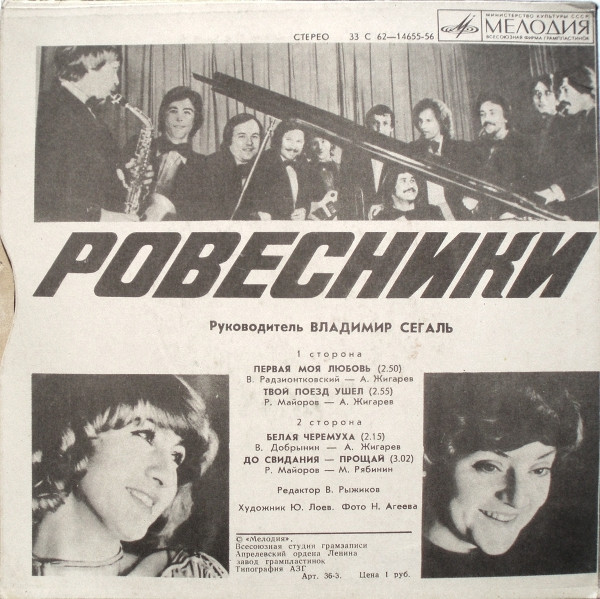 СТЕРЕО 33 С 62—14655-56
МИНИСТЕРСТВО КУЛЬТУРЫ СССР
МЕЛОДИЯ
ВСЕСОЮЗНАЯ ФИРМА ГРАМПЛАСТИНОК
РОВЕСНИКИ
Руководитель ВЛАДИМИР СЕГАЛЬ
1 сторона
ПЕРВАЯ МОЯ ЛЮБОВЬ (2.50)
В. Радзионтковский — А. Жигарев
ТВОЙ ПОЕЗД УШЕЛ (2.55)
Р. Майоров — А. Жигарев
2 сторона
БЕЛАЯ ЧЕРЕМУХА (2.15)
В. Добрынин — А. Жигарев
ДО СВИДАНИЯ — ПРОЩАЙ (3.02)
Р. Майоров — М. Рябинин
Редактор В. Рыжиков
Художник Ю. Лоев. Фото Н. Агеева
© «Мелодия»,
Всесоюзная студия грамзаписи
Апрелевский ордена Ленина
завод грампластинок
Типография АЗГ
Арт. 36-3. Цена 1 руб.